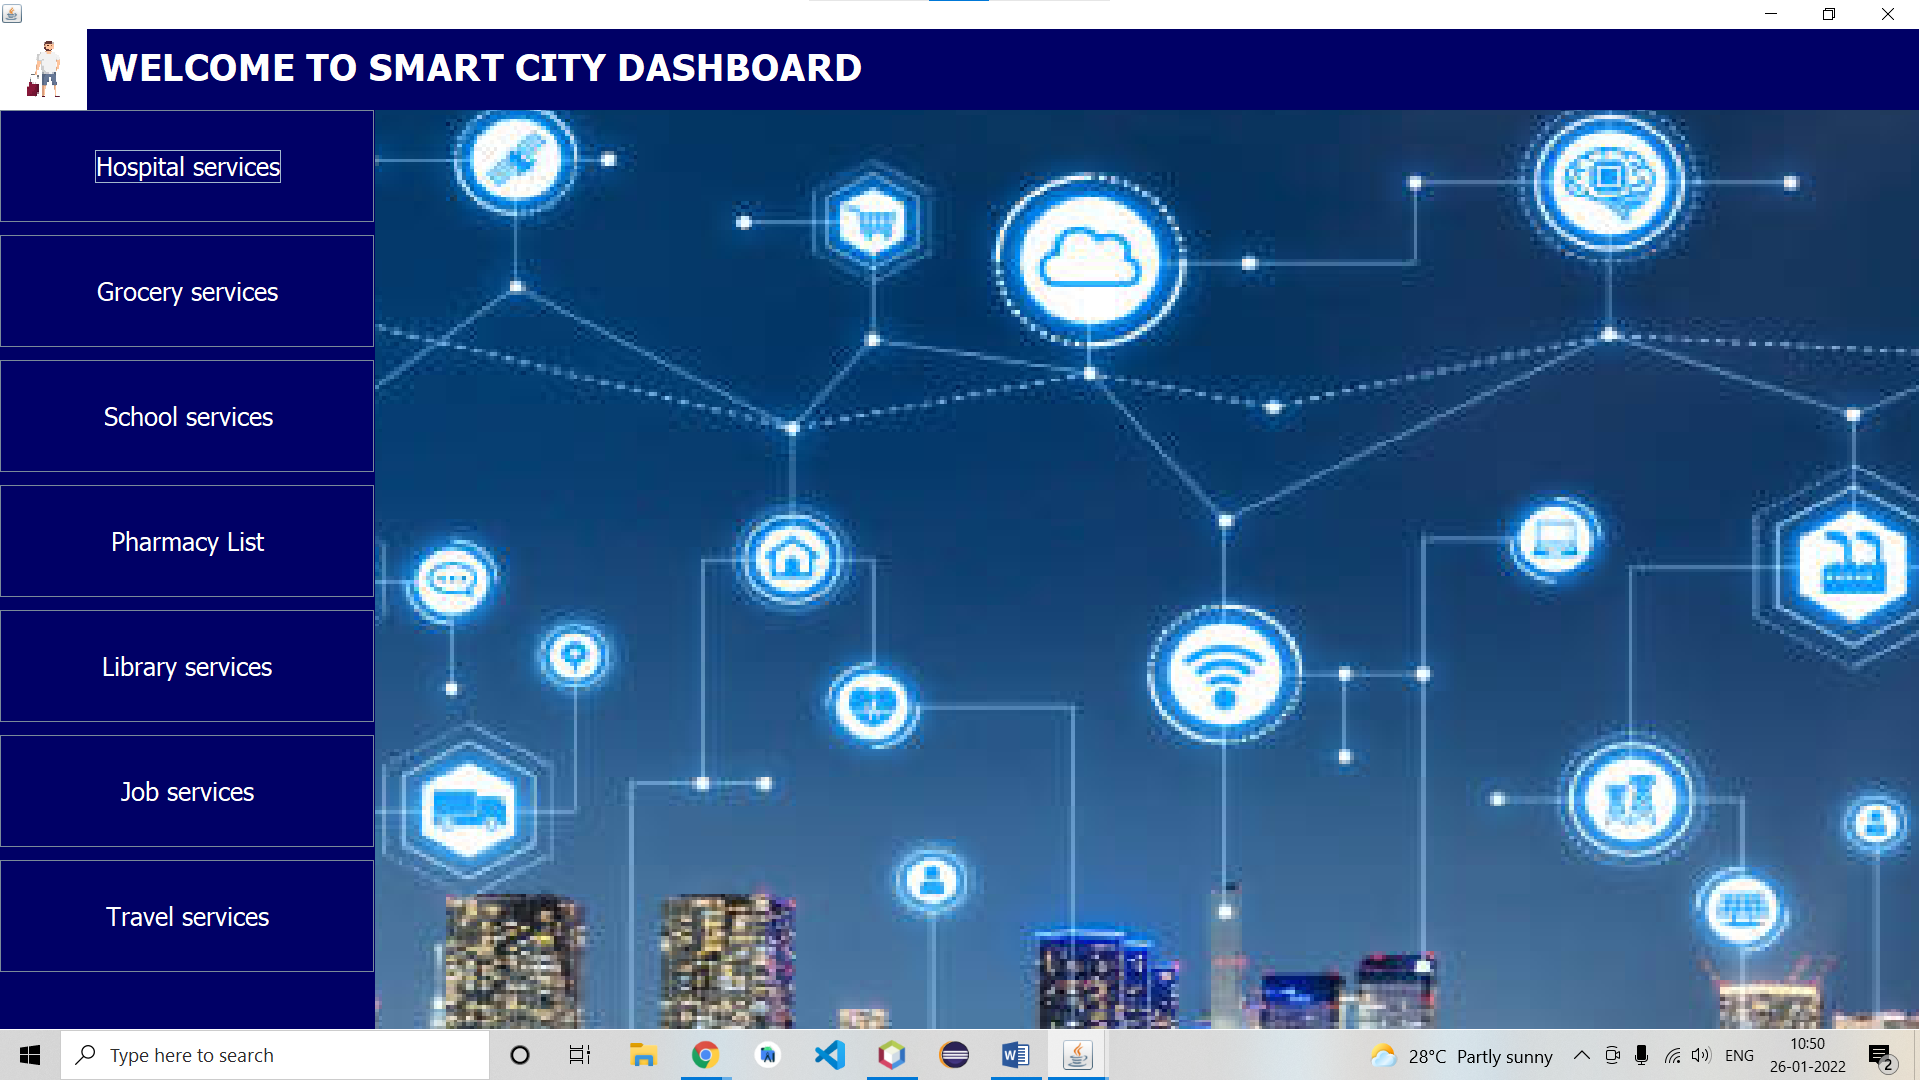 WELCOME TO SMART CITY DASHBOARD
Hospital services
Grocery services
School services
Pharmacy List
Library services
Job services
Travel services
Type here to search
28°C Partly sunny
ENG
10:50
26-01-2022
2